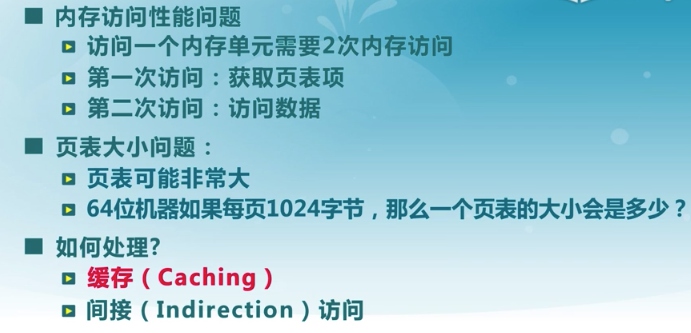 内存访问性能问题
访问一个内存单元需要2次内存访问
第一次访问：获取页表项
第二次访问：访问数据
页表大小问题：
页表可能非常大
64位机器如果每页1024字节，那么一个页表的大小会是多少？
如何处理?
缓存（Caching）
间接（Indirection）访问